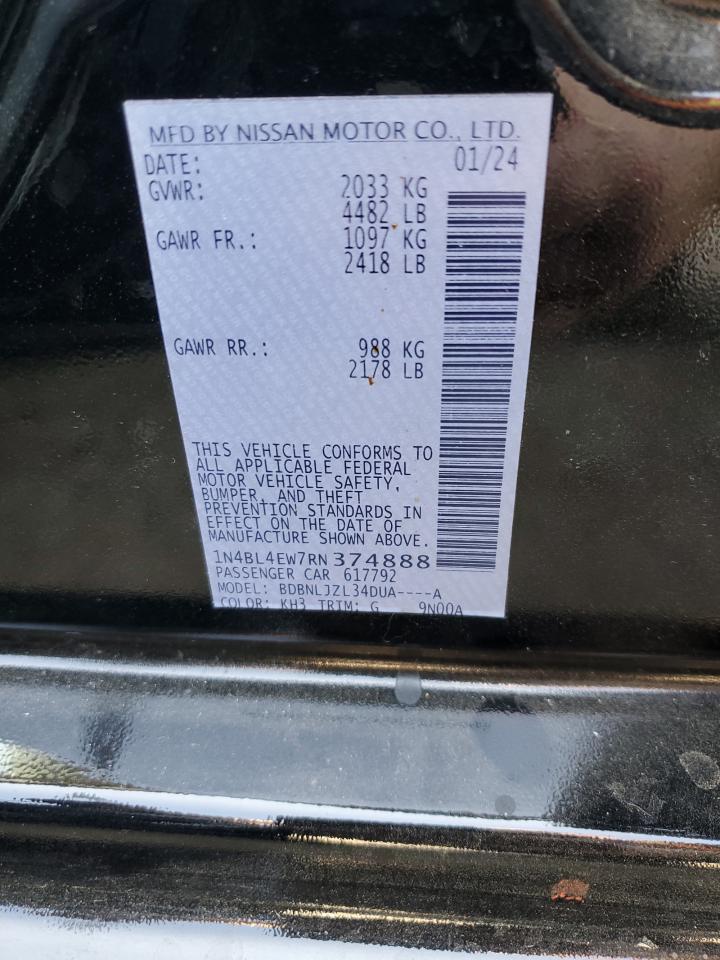 MFD BY NISSAN MOTOR CO., LTD.
DATE: 01/24
GVWR: 2033 KG
4482 LB
GAWR FR.: 1097 KG
2418 LB
GAWR RR.: 988 KG
2178 LB
THIS VEHICLE CONFORMS TO
ALL APPLICABLE FEDERAL
MOTOR VEHICLE SAFETY,
BUMPER, AND THEFT
PREVENTION STANDARDS IN
EFFECT ON THE DATE OF
MANUFACTURE SHOWN ABOVE.
1N4BL4EW7RN374888
PASSENGER CAR 617792
MODEL: BDBNLJZL34DUA----A
COLOR: KH3 TRIM: G 9N00A